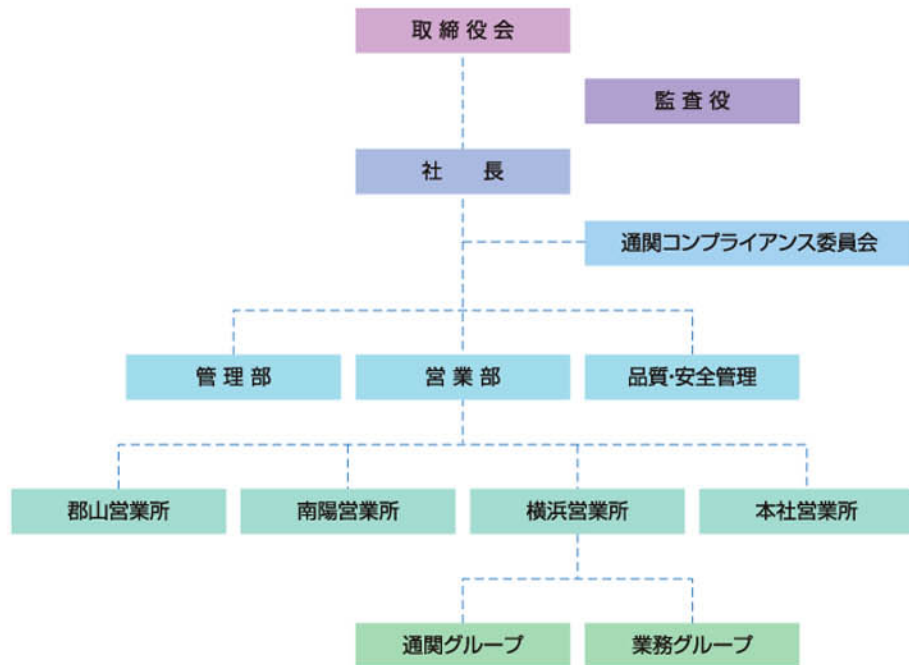 取締役会
監査役
社　　長
通関コンプライアンス委員会
管理部
営業部
品質・安全管理
郡山営業所
南陽営業所
横浜営業所
本社営業所
通関グループ
業務グループ